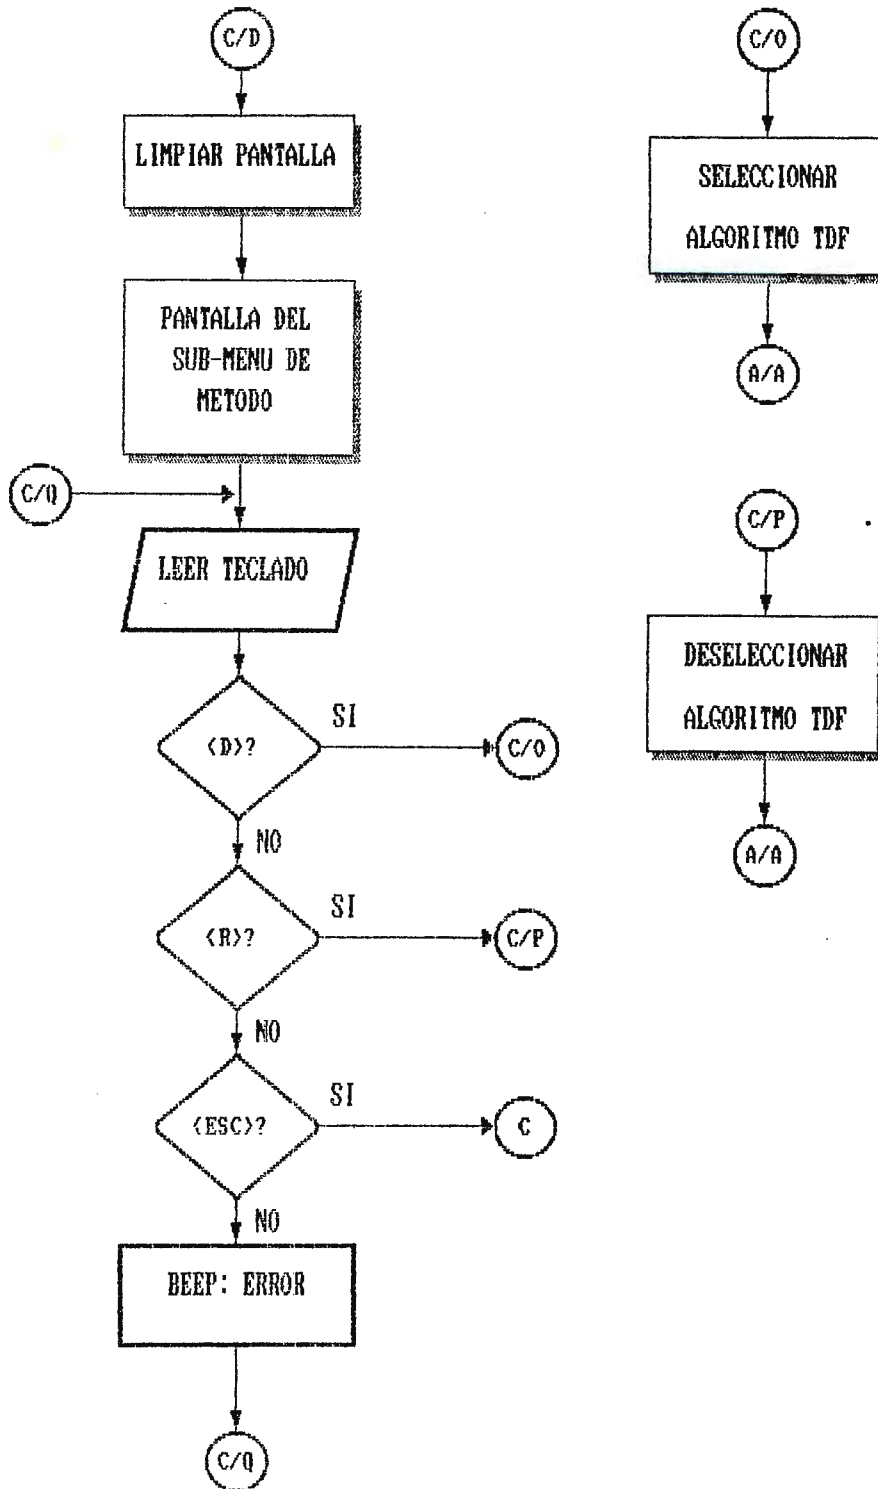 C/D
LIMPIAR PANTALLA
PANTALLA DEL
SUB-MENU DE
METODO
C/Q
LEER TECLADO
<D>?
SI
C/O
NO
<R>?
SI
C/P
NO
<ESC>?
SI
C
NO
BEEP: ERROR
C/Q
C/O
SELECCIONAR
ALGORITMO TDF
A/A
C/P
DESELECCIONAR
ALGORITMO TDF
A/A